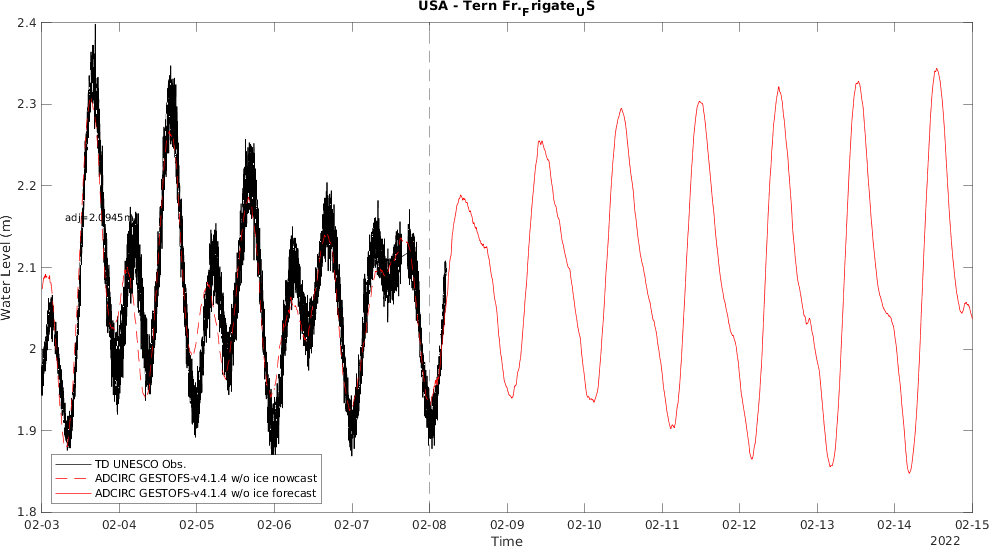 USA - Tern Fr.FrigateUS
2.4
2.3
2.2
2.1
2
1.9
1.8
Water Level (m)
adj=2.0945m
TD UNESCO Obs.
ADCIRC GESTOFS-v4.1.4 w/o ice nowcast
ADCIRC GESTOFS-v4.1.4 w/o ice forecast
02-03 02-04 02-05 02-06 02-07 02-08 02-09 02-10 02-11 02-12 02-13 02-14 02-15
Time
2022